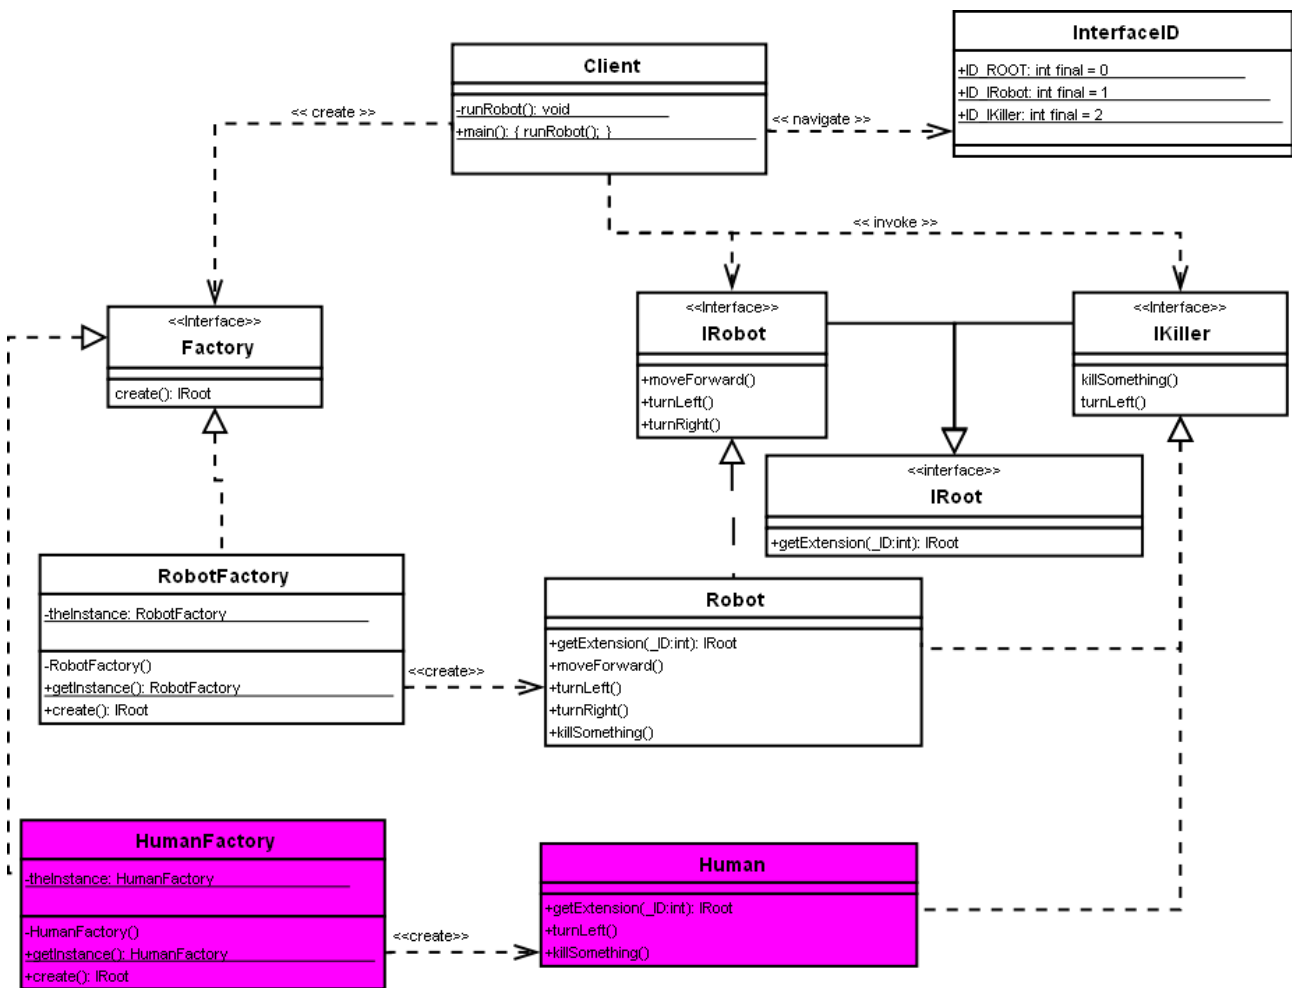 InterfaceID
+ID_ROOT: int final = 0
+ID_IRobot: int final = 1
+ID_IKiller: int final = 2
Client
-runRobot(): void
+main(): { runRobot(); }
<< create >>
<< navigate >>
<< invoke >>
<<Interface>>
Factory
create(): IRoot
<<Interface>>
IRobot
+moveForward()
+turnLeft()
+turnRight()
<<Interface>>
IKiller
killSomething()
turnLeft()
<<interface>>
IRoot
+getExtension(_ID:int): IRoot
RobotFactory
-theInstance: RobotFactory
-RobotFactory()
+getInstance(): RobotFactory
+create(): IRoot
<<create>>
Robot
+getExtension(_ID:int): IRoot
+moveForward()
+turnLeft()
+turnRight()
+killSomething()
HumanFactory
-theInstance: HumanFactory
-HumanFactory()
+getInstance(): HumanFactory
+create(): IRoot
<<create>>
Human
+getExtension(_ID:int): IRoot
+turnLeft()
+killSomething()